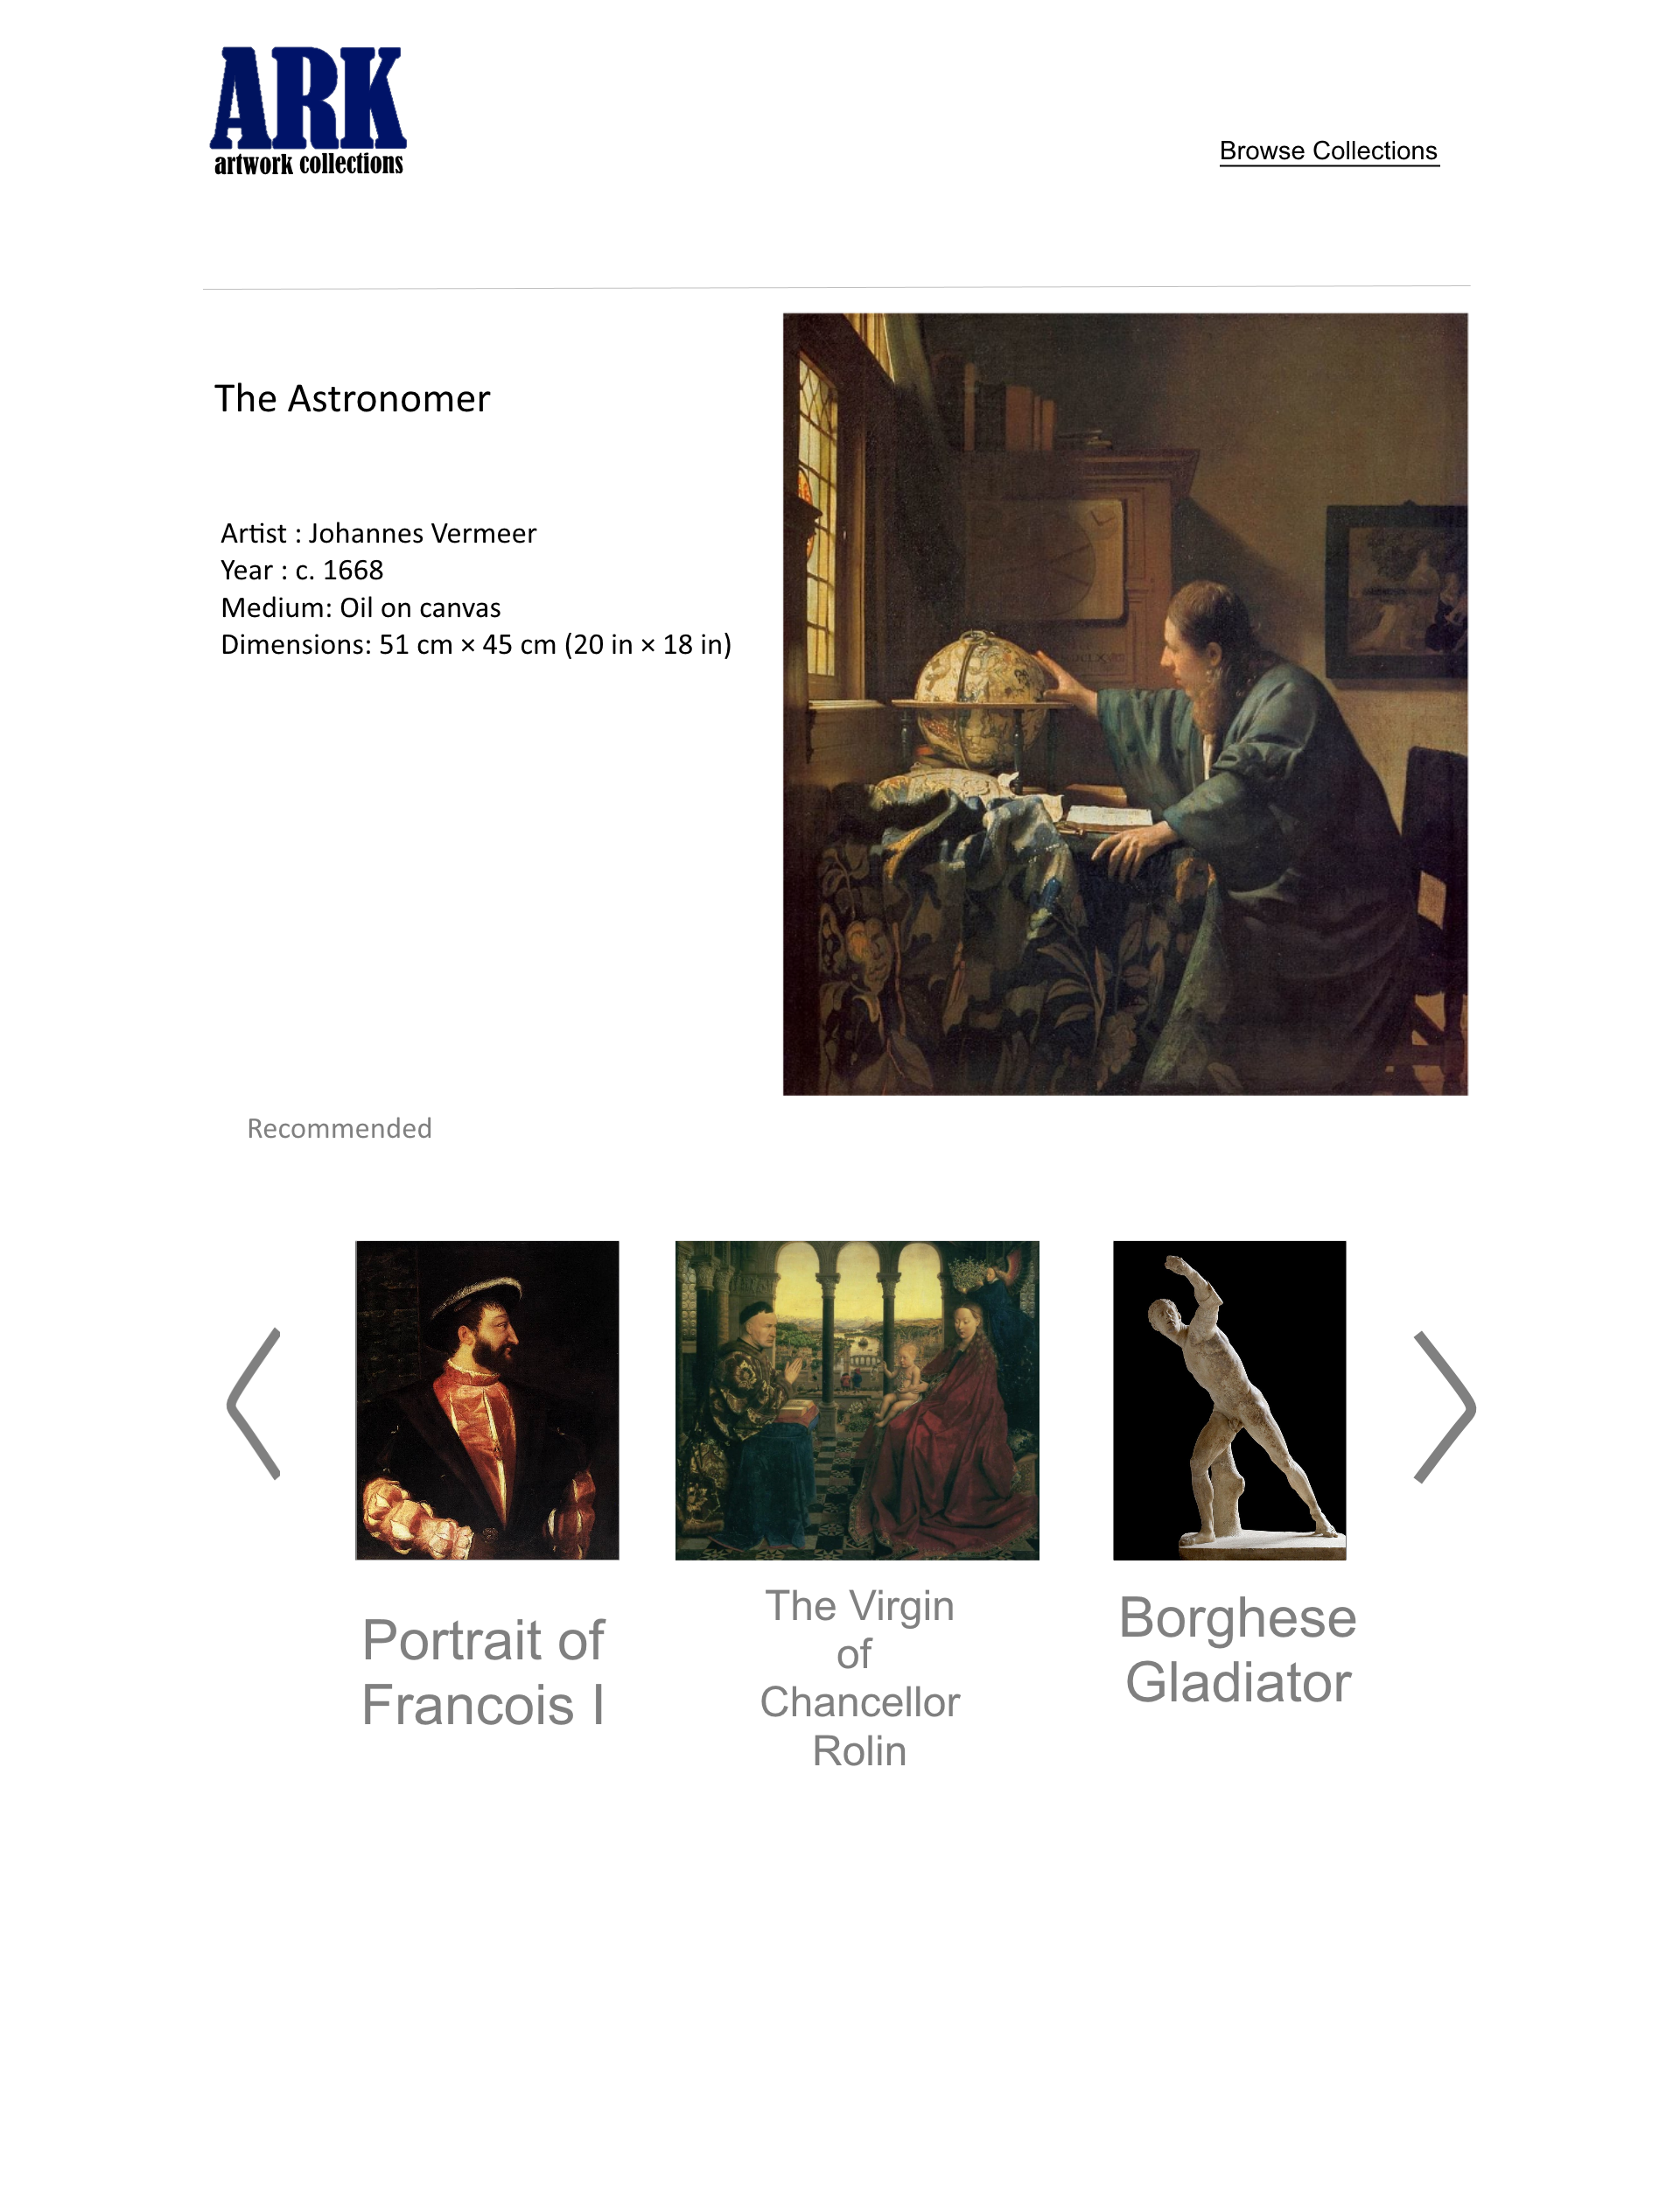 ARK
artwork collections
Browse Collections
The Astronomer
Artist : Johannes Vermeer
Year : c. 1668
Medium: Oil on canvas
Dimensions: 51 cm × 45 cm (20 in × 18 in)
Recommended
Portrait of
Francois I
The Virgin
of
Chancellor
Rolin
Borghese
Gladiator